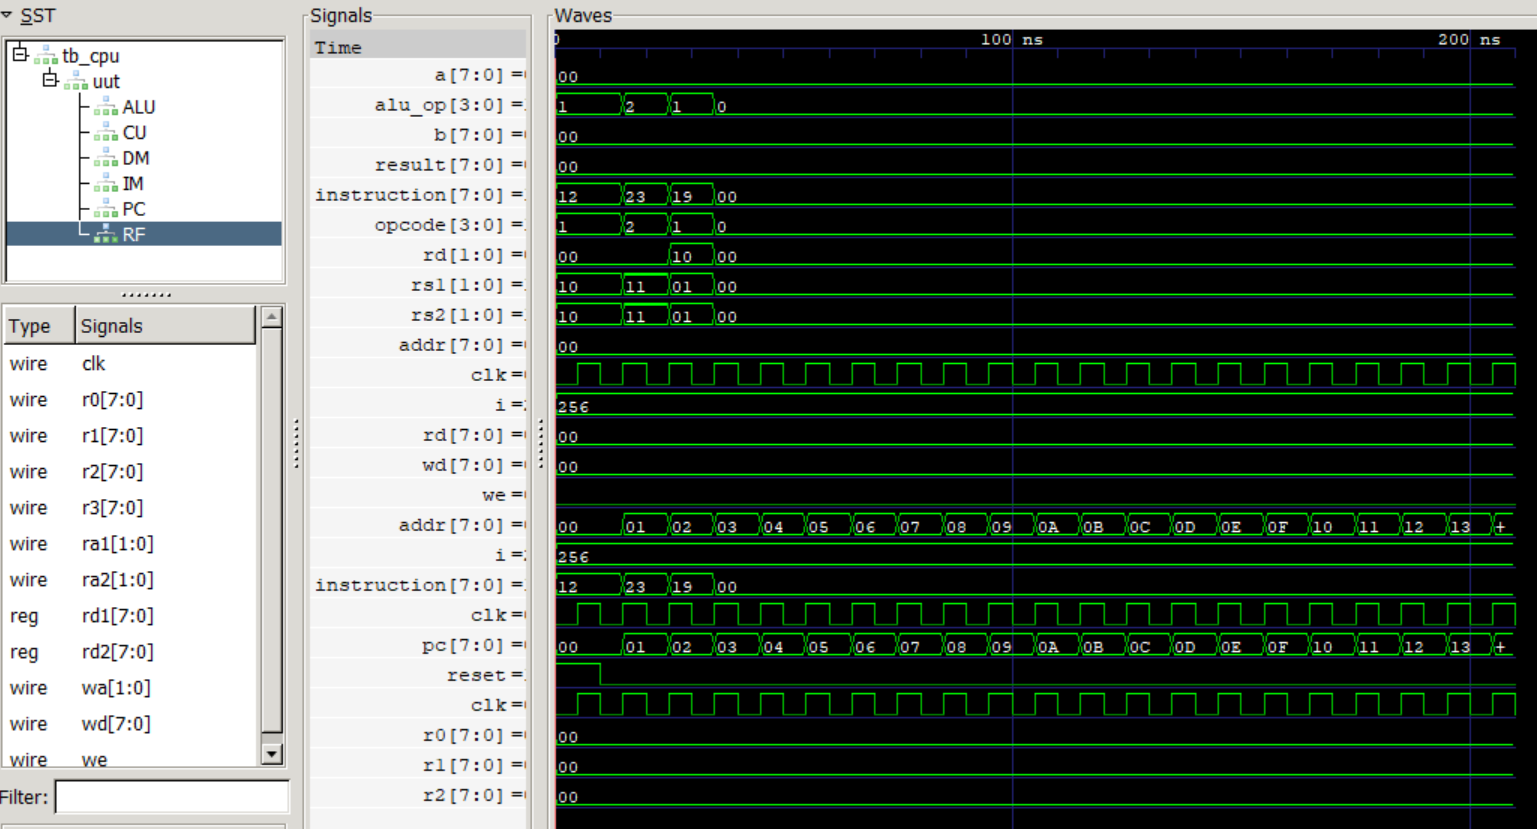 SST
tb_cpu
uut
ALU
CU
DM
IM
PC
RF
Type Signals
wire clk
wire r0[7:0]
wire r1[7:0]
wire r2[7:0]
wire r3[7:0]
wire ra1[1:0]
wire ra2[1:0]
reg rd1[7:0]
reg rd2[7:0]
wire wa[1:0]
wire wd[7:0]
wire we
Filter:
Signals
Time
a[7:0] =
alu_op[3:0] =
b[7:0] =
result[7:0] =
instruction[7:0] =
opcode[3:0] =
rd[1:0] =
rs1[1:0] =
rs2[1:0] =
addr[7:0] =
clk =
i =
rd[7:0] =
wd[7:0] =
we =
addr[7:0] =
i =
instruction[7:0] =
clk =
pc[7:0] =
reset =
clk =
r0[7:0] =
r1[7:0] =
r2[7:0] =
Waves
0 100 ns 200 ns
00
1 2 1 0
00
00
12 23 19 00
1 2 1 0
00 10 00
10 11 01 00
10 11 01 00
00
256
00
00
00 01 02 03 04 05 06 07 08 09 0A 0B 0C 0D 0E 0F 10 11 12 13 +
256
12 23 19 00
00 01 02 03 04 05 06 07 08 09 0A 0B 0C 0D 0E 0F 10 11 12 13 +
00
00
00